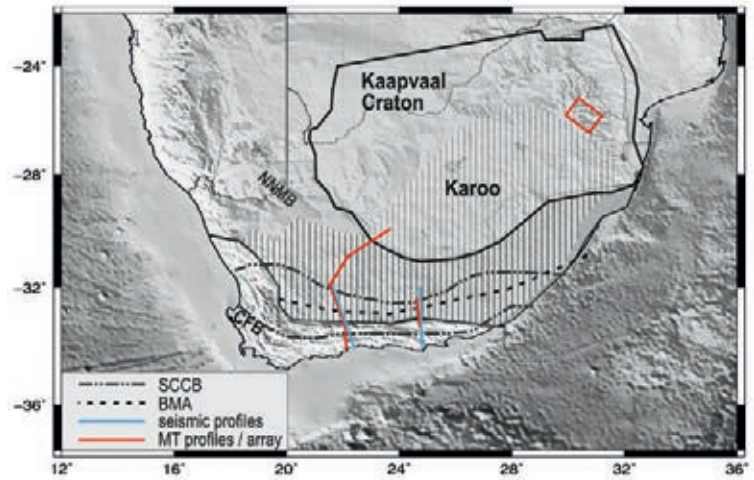 −24°
−28°
−32°
−36°
Kaapvaal
Craton
NNMB
Karoo
CFB
SCCB
BMA
seismic profiles
MT profiles / array
12°
16°
20°
24°
28°
32°
36°